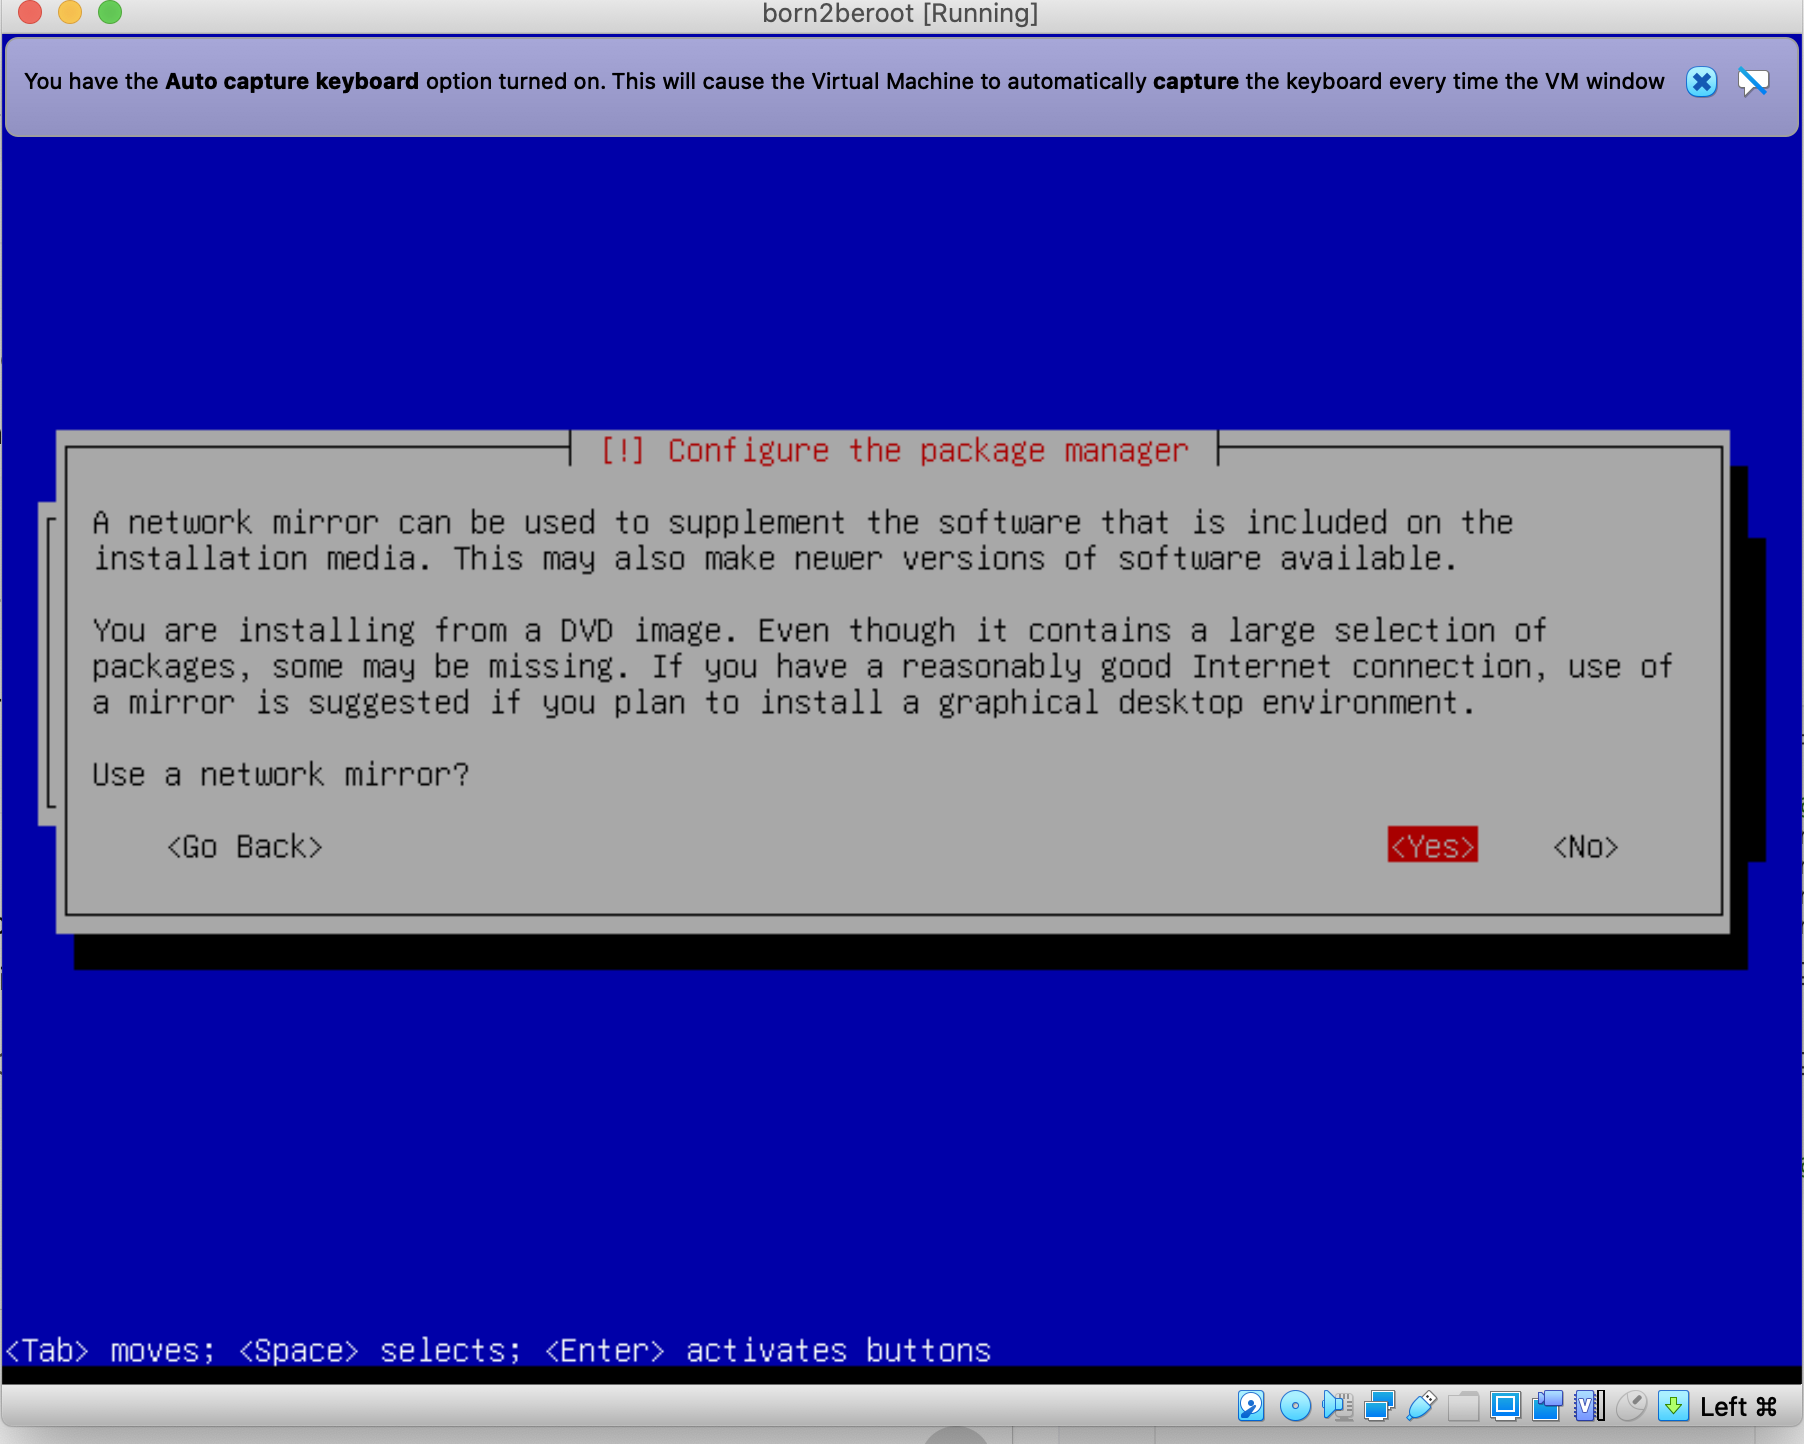 born2beroot [Running]
You have the Auto capture keyboard option turned on. This will cause the Virtual Machine to automatically capture the keyboard every time the VM window
[!] Configure the package manager
A network mirror can be used to supplement the software that is included on the
installation media. This may also make newer versions of software available.
You are installing from a DVD image. Even though it contains a large selection of
packages, some may be missing. If you have a reasonably good Internet connection, use of
a mirror is suggested if you plan to install a graphical desktop environment.
Use a network mirror?
<Go Back> <Yes> <No>
<Tab> moves; <Space> selects; <Enter> activates buttons
Left ⌘